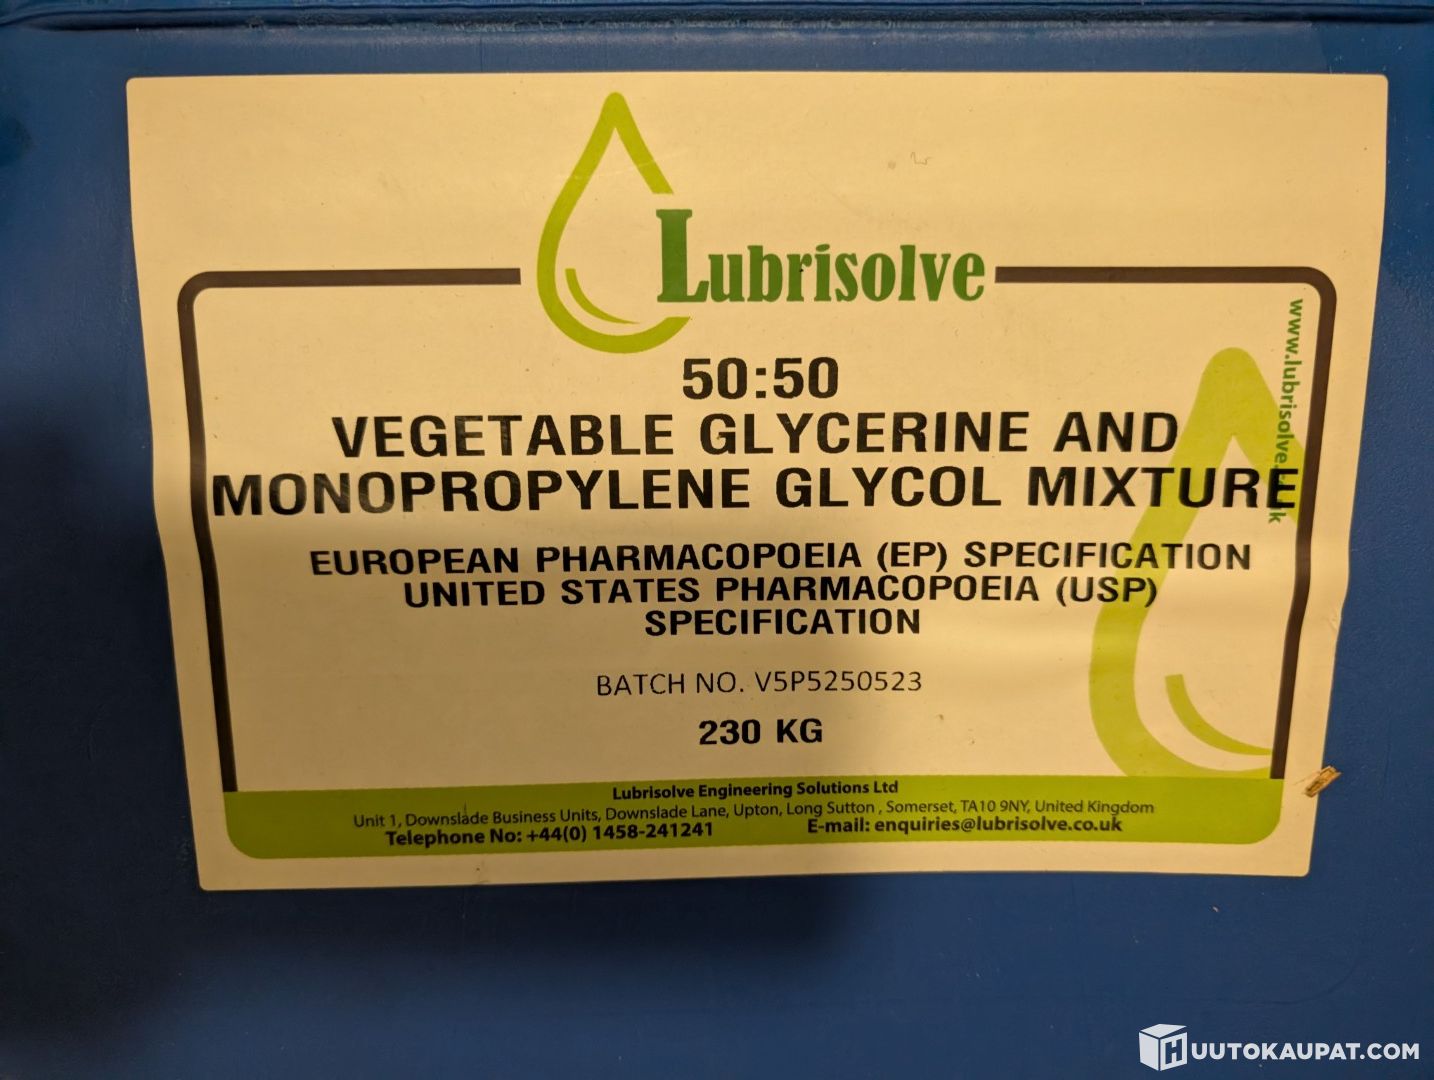 Lubrisolve
www.lubrisolve.co.uk
50:50
VEGETABLE GLYCERINE AND
MONOPROPYLENE GLYCOL MIXTURE
EUROPEAN PHARMACOPOEIA (EP) SPECIFICATION
UNITED STATES PHARMACOPOEIA (USP)
SPECIFICATION
BATCH NO. V5P5250523
230 KG
Lubrisolve Engineering Solutions Ltd
Unit 1, Downslade Business Units, Downslade Lane, Upton, Long Sutton , Somerset, TA10 9NY, United Kingdom
Telephone No: +44(0) 1458-241241 E-mail: enquiries@lubrisolve.co.uk
HUUTOKAUPAT.COM